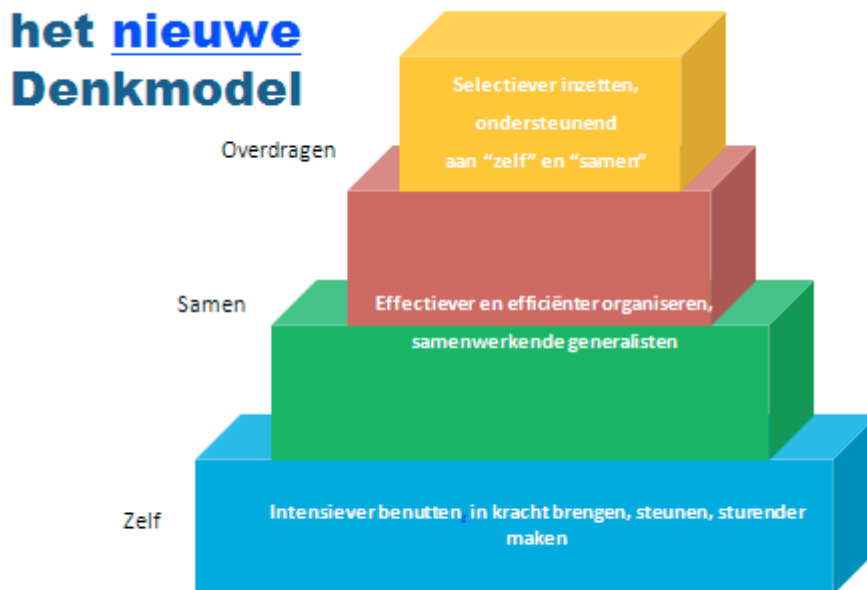 het nieuwe
Denkmodel
Selectiever inzetten,
ondersteunend
aan “zelf” en “samen”
Overdragen
Samen
Effectiever en efficiënter organiseren,
samenwerkende generalisten
Zelf
Intensiever benutten, in kracht brengen, steunen, sturender
maken